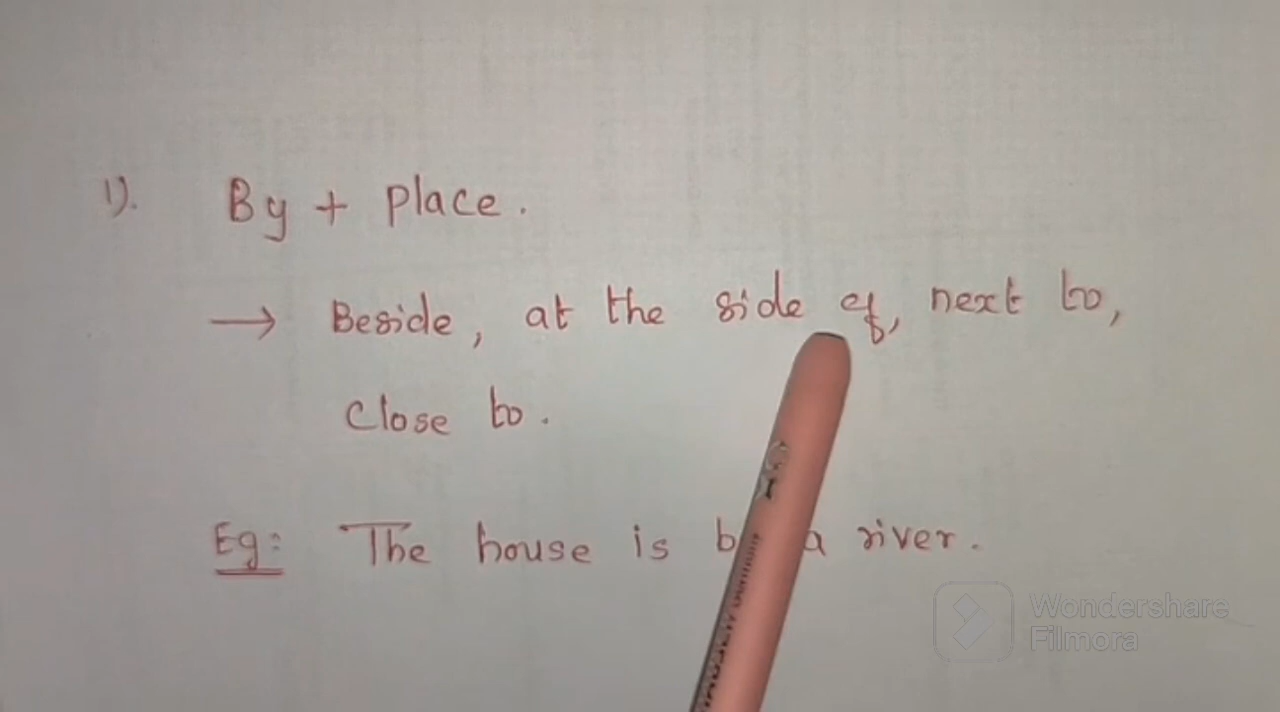 1). By + place.
→ Beside, at the side of, next to,
Close to.
Eg: The house is b a river.
Wondershare
Filmora